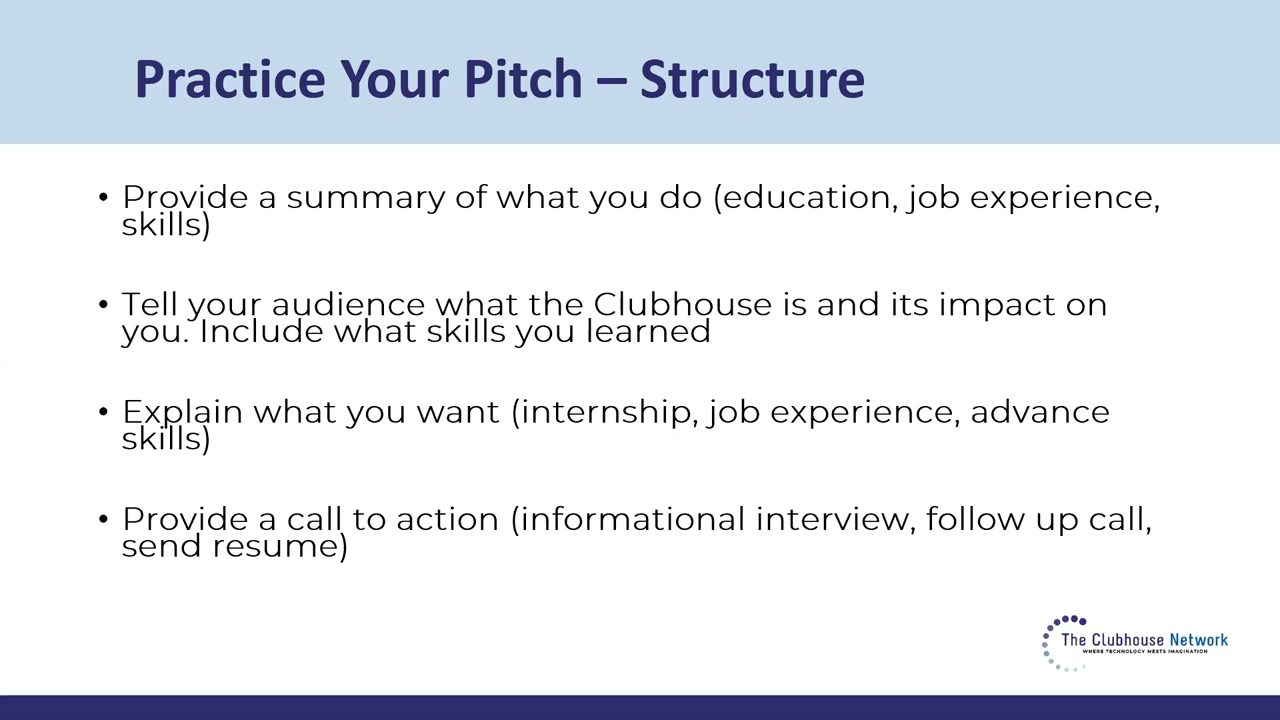 Practice Your Pitch – Structure
• Provide a summary of what you do (education, job experience,
skills)
• Tell your audience what the Clubhouse is and its impact on
you. Include what skills you learned
• Explain what you want (internship, job experience, advance
skills)
• Provide a call to action (informational interview, follow up call,
send resume)
The Clubhouse Network
WHERE TECHNOLOGY MEETS IMAGINATION